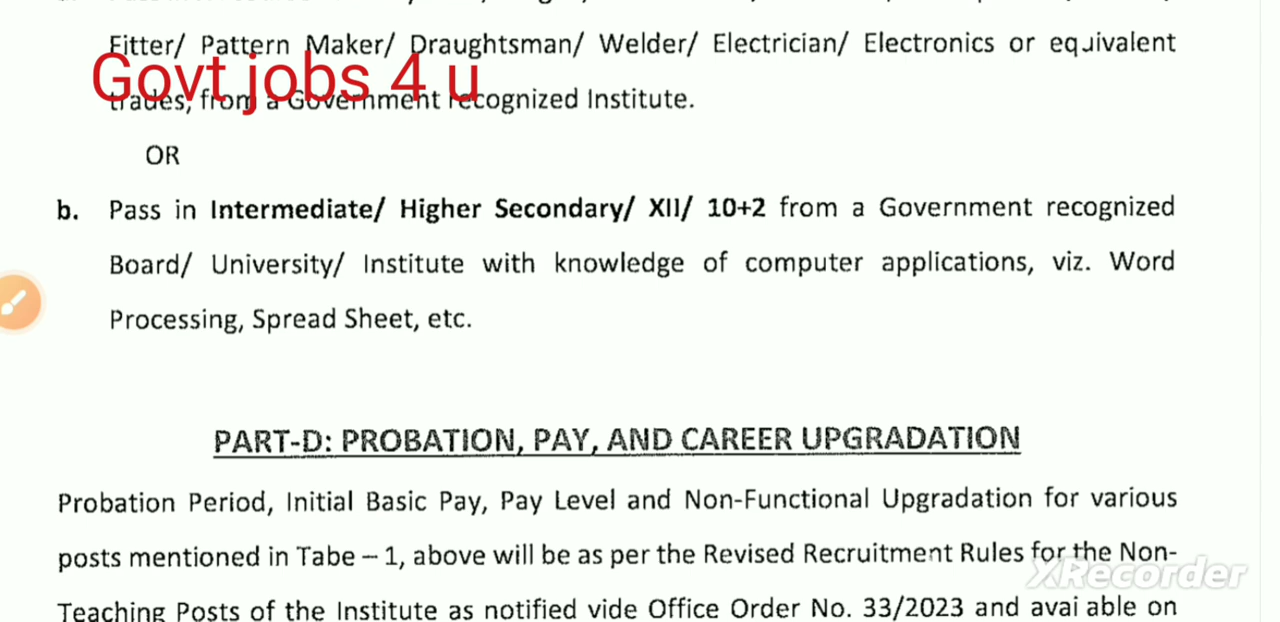 Fitter/ Pattern Maker/ Draughtsman/ Welder/ Electrician/ Electronics or equivalent
Govt jobs 4 u
trades, from a Government recognized Institute.
OR
b. Pass in Intermediate/ Higher Secondary/ XII/ 10+2 from a Government recognized
Board/ University/ Institute with knowledge of computer applications, viz. Word
Processing, Spread Sheet, etc.
PART-D: PROBATION, PAY, AND CAREER UPGRADATION
Probation Period, Initial Basic Pay, Pay Level and Non-Functional Upgradation for various
posts mentioned in Tabe – 1, above will be as per the Revised Recruitment Rules for the Non-
XRecorder
Teaching Posts of the Institute as notified vide Office Order No. 33/2023 and avai able on